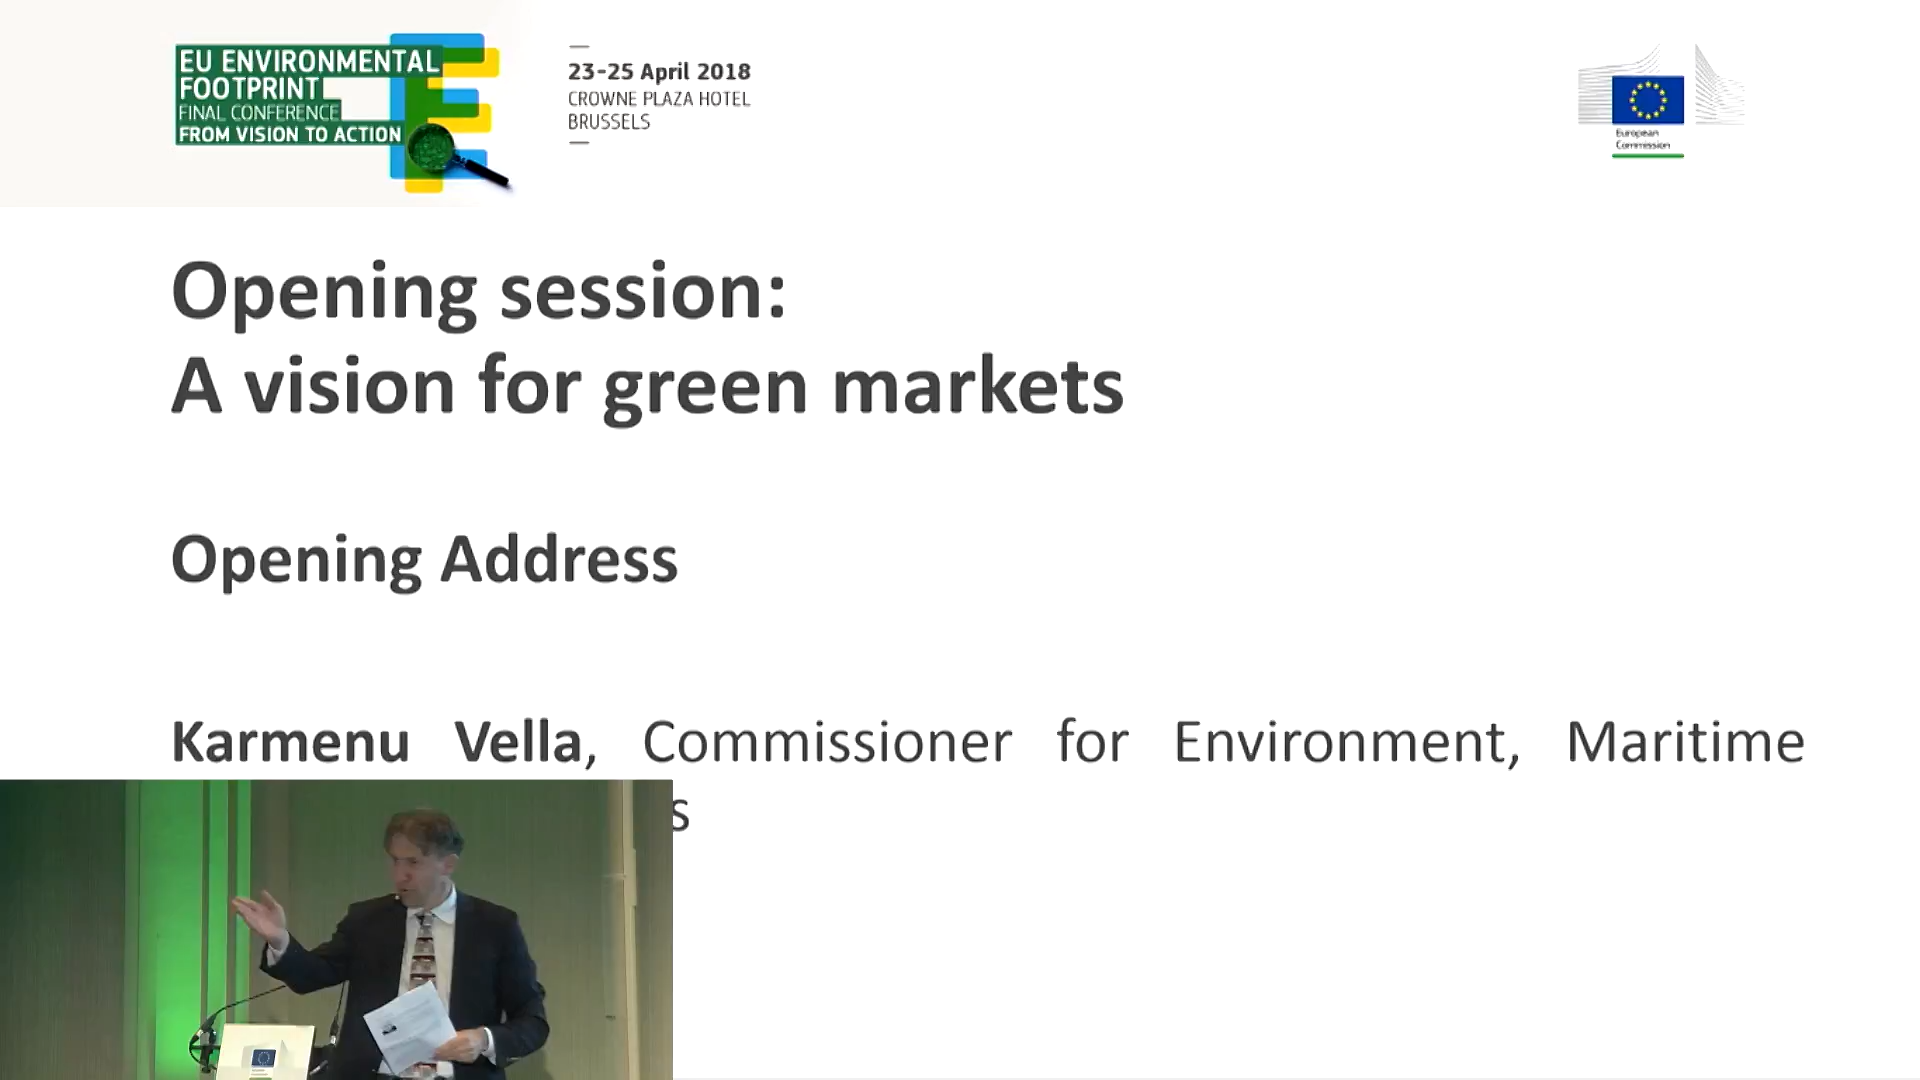 EU ENVIRONMENTAL
FOOTPRINT
FINAL CONFERENCE
FROM VISION TO ACTION
23-25 April 2018
CROWNE PLAZA HOTEL
BRUSSELS
European
Commission
Opening session:
A vision for green markets
Opening Address
Karmenu Vella, Commissioner for Environment, Maritime